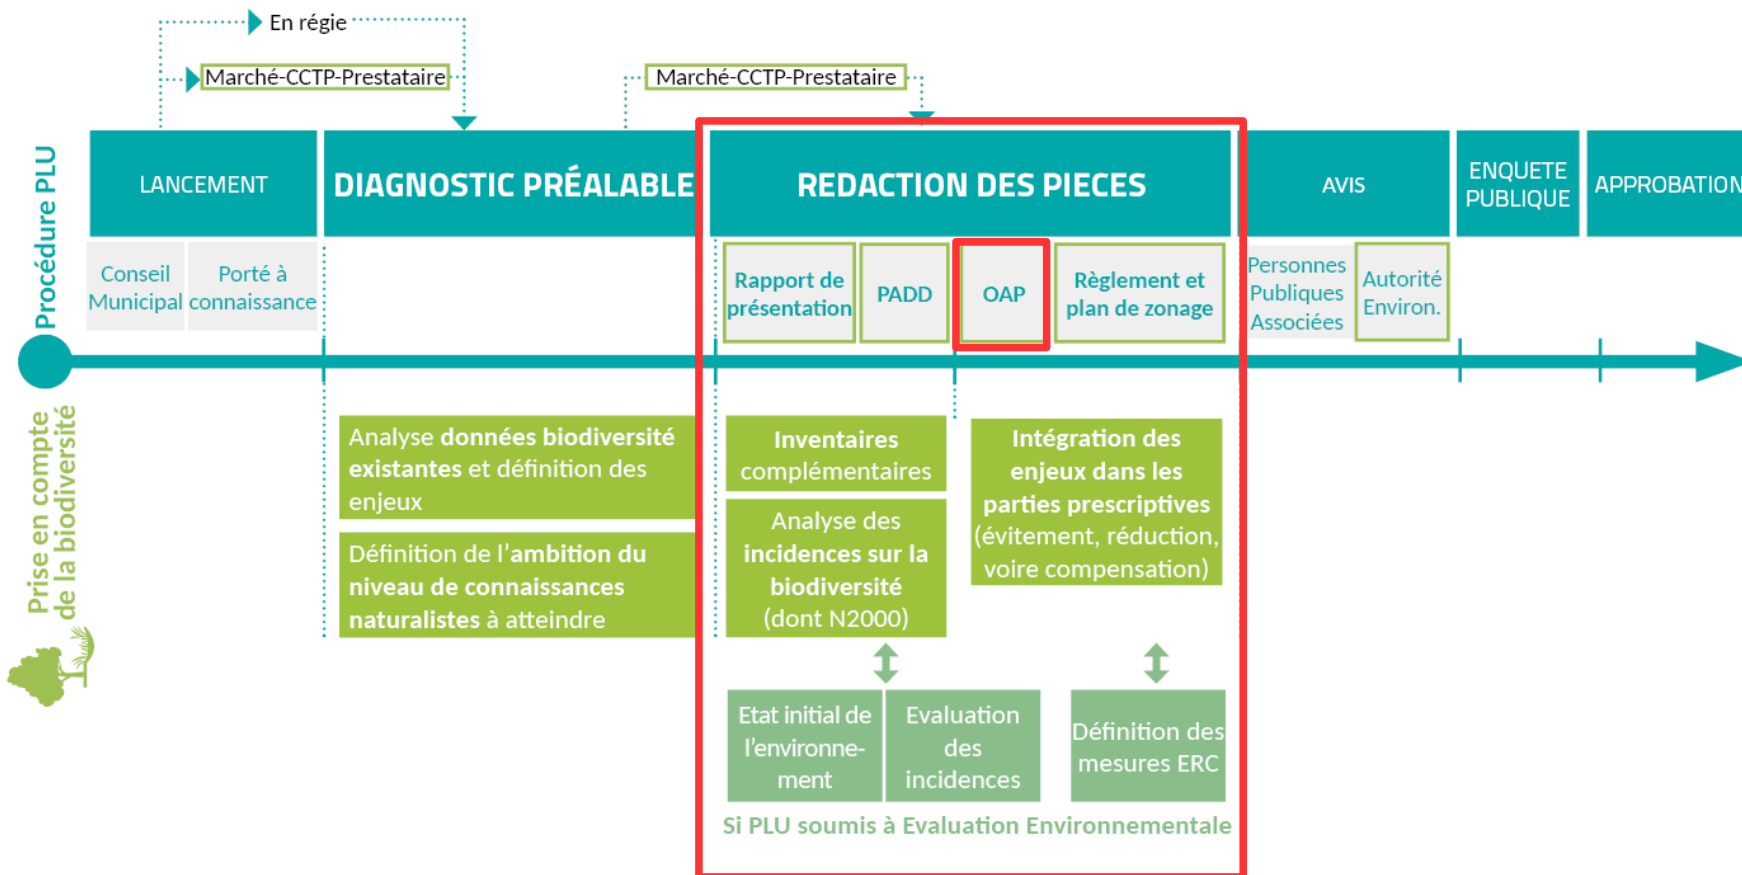 En régie
Marché-CCTP-Prestataire
Marché-CCTP-Prestataire
Procédure PLU
LANCEMENT
DIAGNOSTIC PRÉALABLE
REDACTION DES PIECES
AVIS
ENQUETE
PUBLIQUE
APPROBATION
Conseil
Municipal
Porté à
connaissance
Rapport de
présentation
PADD
OAP
Règlement et
plan de zonage
Personnes
Publiques
Associées
Autorité
Environ.
Prise en compte
de la biodiversité
Analyse données biodiversité
existantes et définition des
enjeux
Définition de l'ambition du
niveau de connaissances
naturalistes à atteindre
Inventaires
complémentaires
Analyse des
incidences sur la
biodiversité
(dont N2000)
Intégration des
enjeux dans les
parties prescriptives
(évitement, réduction,
voire compensation)
Etat initial de
l'environne-
ment
Evaluation
des
incidences
Définition des
mesures ERC
Si PLU soumis à Evaluation Environnementale